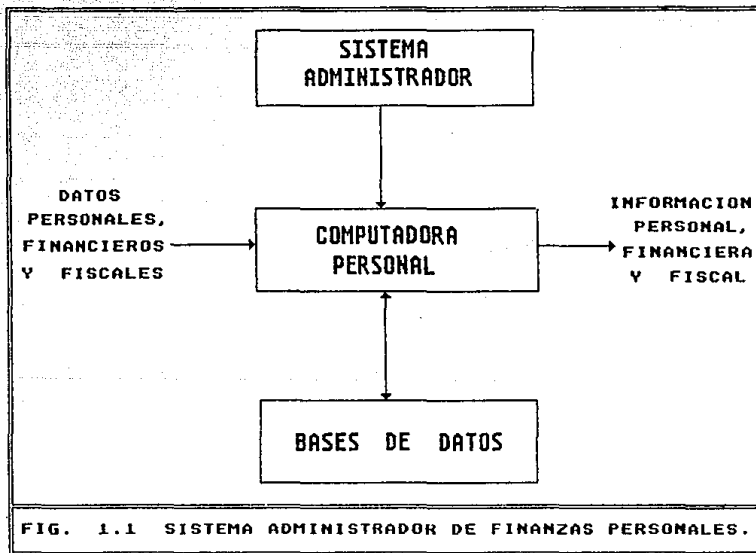 SISTEMA
ADMINISTRADOR
DATOS
PERSONALES,
FINANCIEROS
Y FISCALES
COMPUTADORA
PERSONAL
INFORMACION
PERSONAL,
FINANCIERA
Y FISCAL
BASES DE DATOS
FIG. 1.1 SISTEMA ADMINISTRADOR DE FINANZAS PERSONALES.